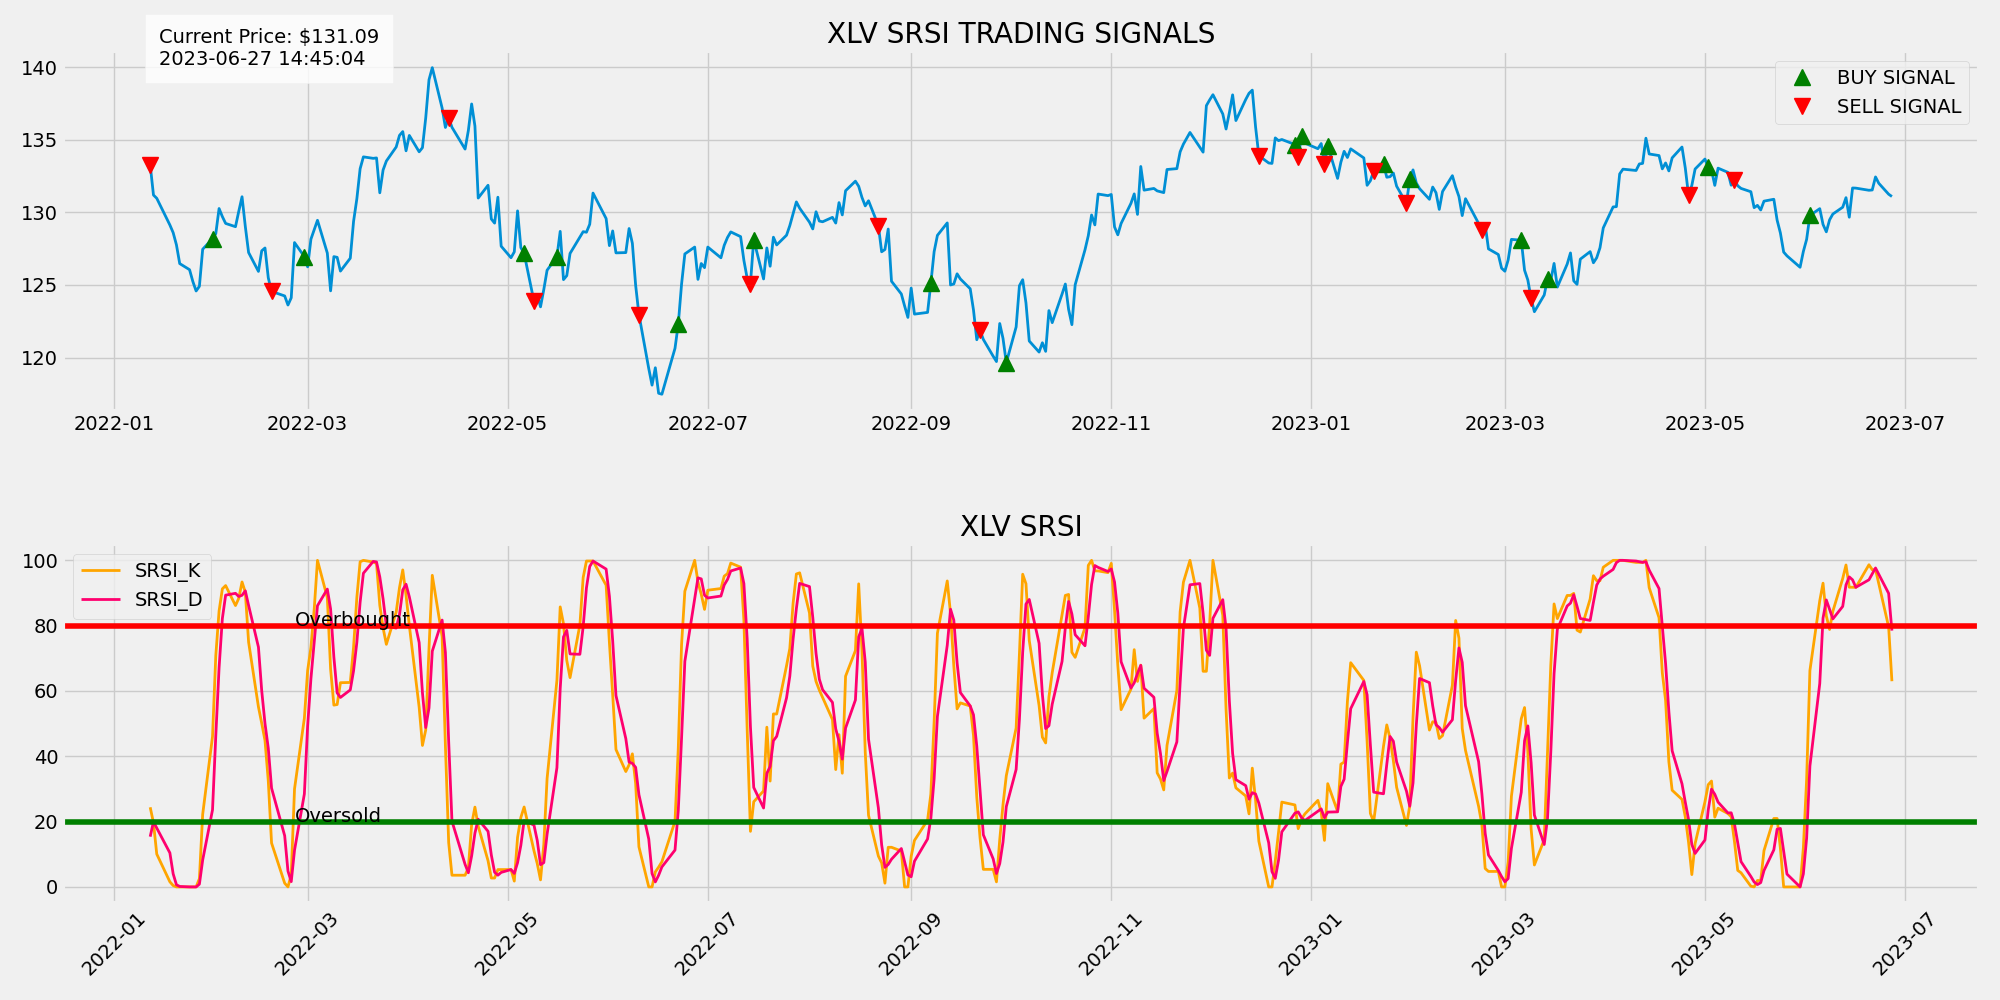 XLV SRSI TRADING SIGNALS
Current Price: $131.09
2023-06-27 14:45:04
BUY SIGNAL
SELL SIGNAL
140
135
130
125
120
2022-01 2022-03 2022-05 2022-07 2022-09 2022-11 2023-01 2023-03 2023-05 2023-07
XLV SRSI
SRSI_K
SRSI_D
100
80
60
40
20
0
Overbought
Oversold
2022-01 2022-03 2022-05 2022-07 2022-09 2022-11 2023-01 2023-03 2023-05 2023-07